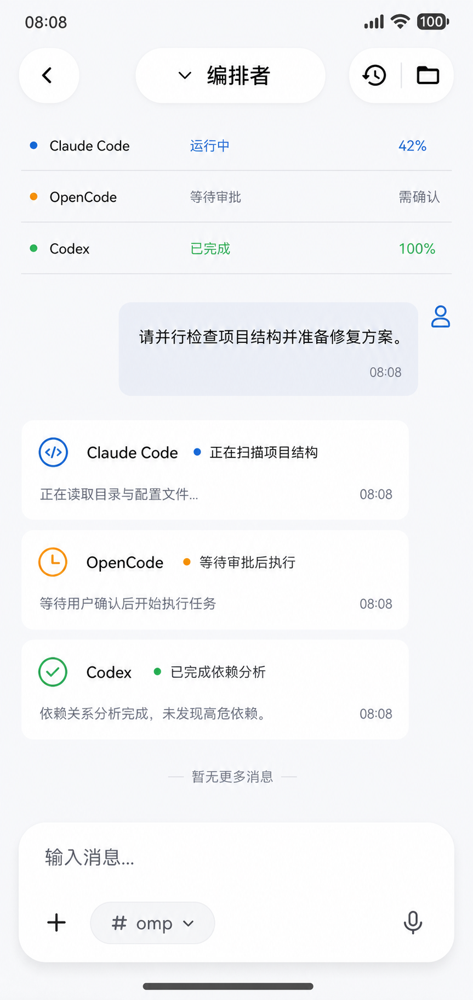 08:08 100
编排者
Claude Code 运行中 42%
OpenCode 等待审批 需确认
Codex 已完成 100%
请并行检查项目结构并准备修复方案。
08:08
Claude Code 正在扫描项目结构
正在读取目录与配置文件... 08:08
OpenCode 等待审批后执行
等待用户确认后开始执行任务 08:08
Codex 已完成依赖分析
依赖关系分析完成，未发现高危依赖。 08:08
暂无更多消息
输入消息...
# omp